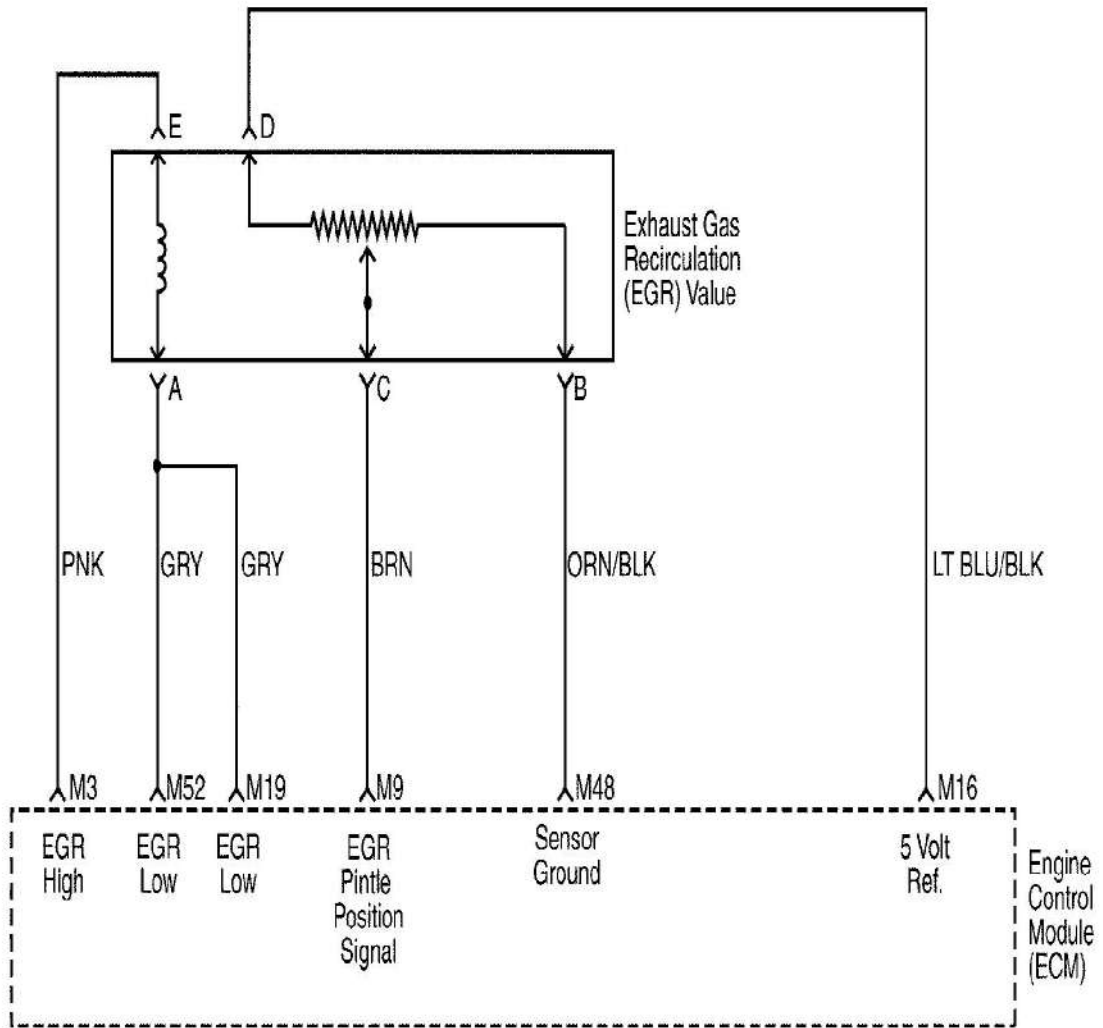 E
D
Exhaust Gas
Recirculation
(EGR) Value
A
C
B
PNK
GRY
GRY
BRN
ORN/BLK
LT BLU/BLK
M3
M52
M19
M9
M48
M16
EGR
High
EGR
Low
EGR
Low
EGR
Pintle
Position
Signal
Sensor
Ground
5 Volt
Ref.
Engine
Control
Module
(ECM)